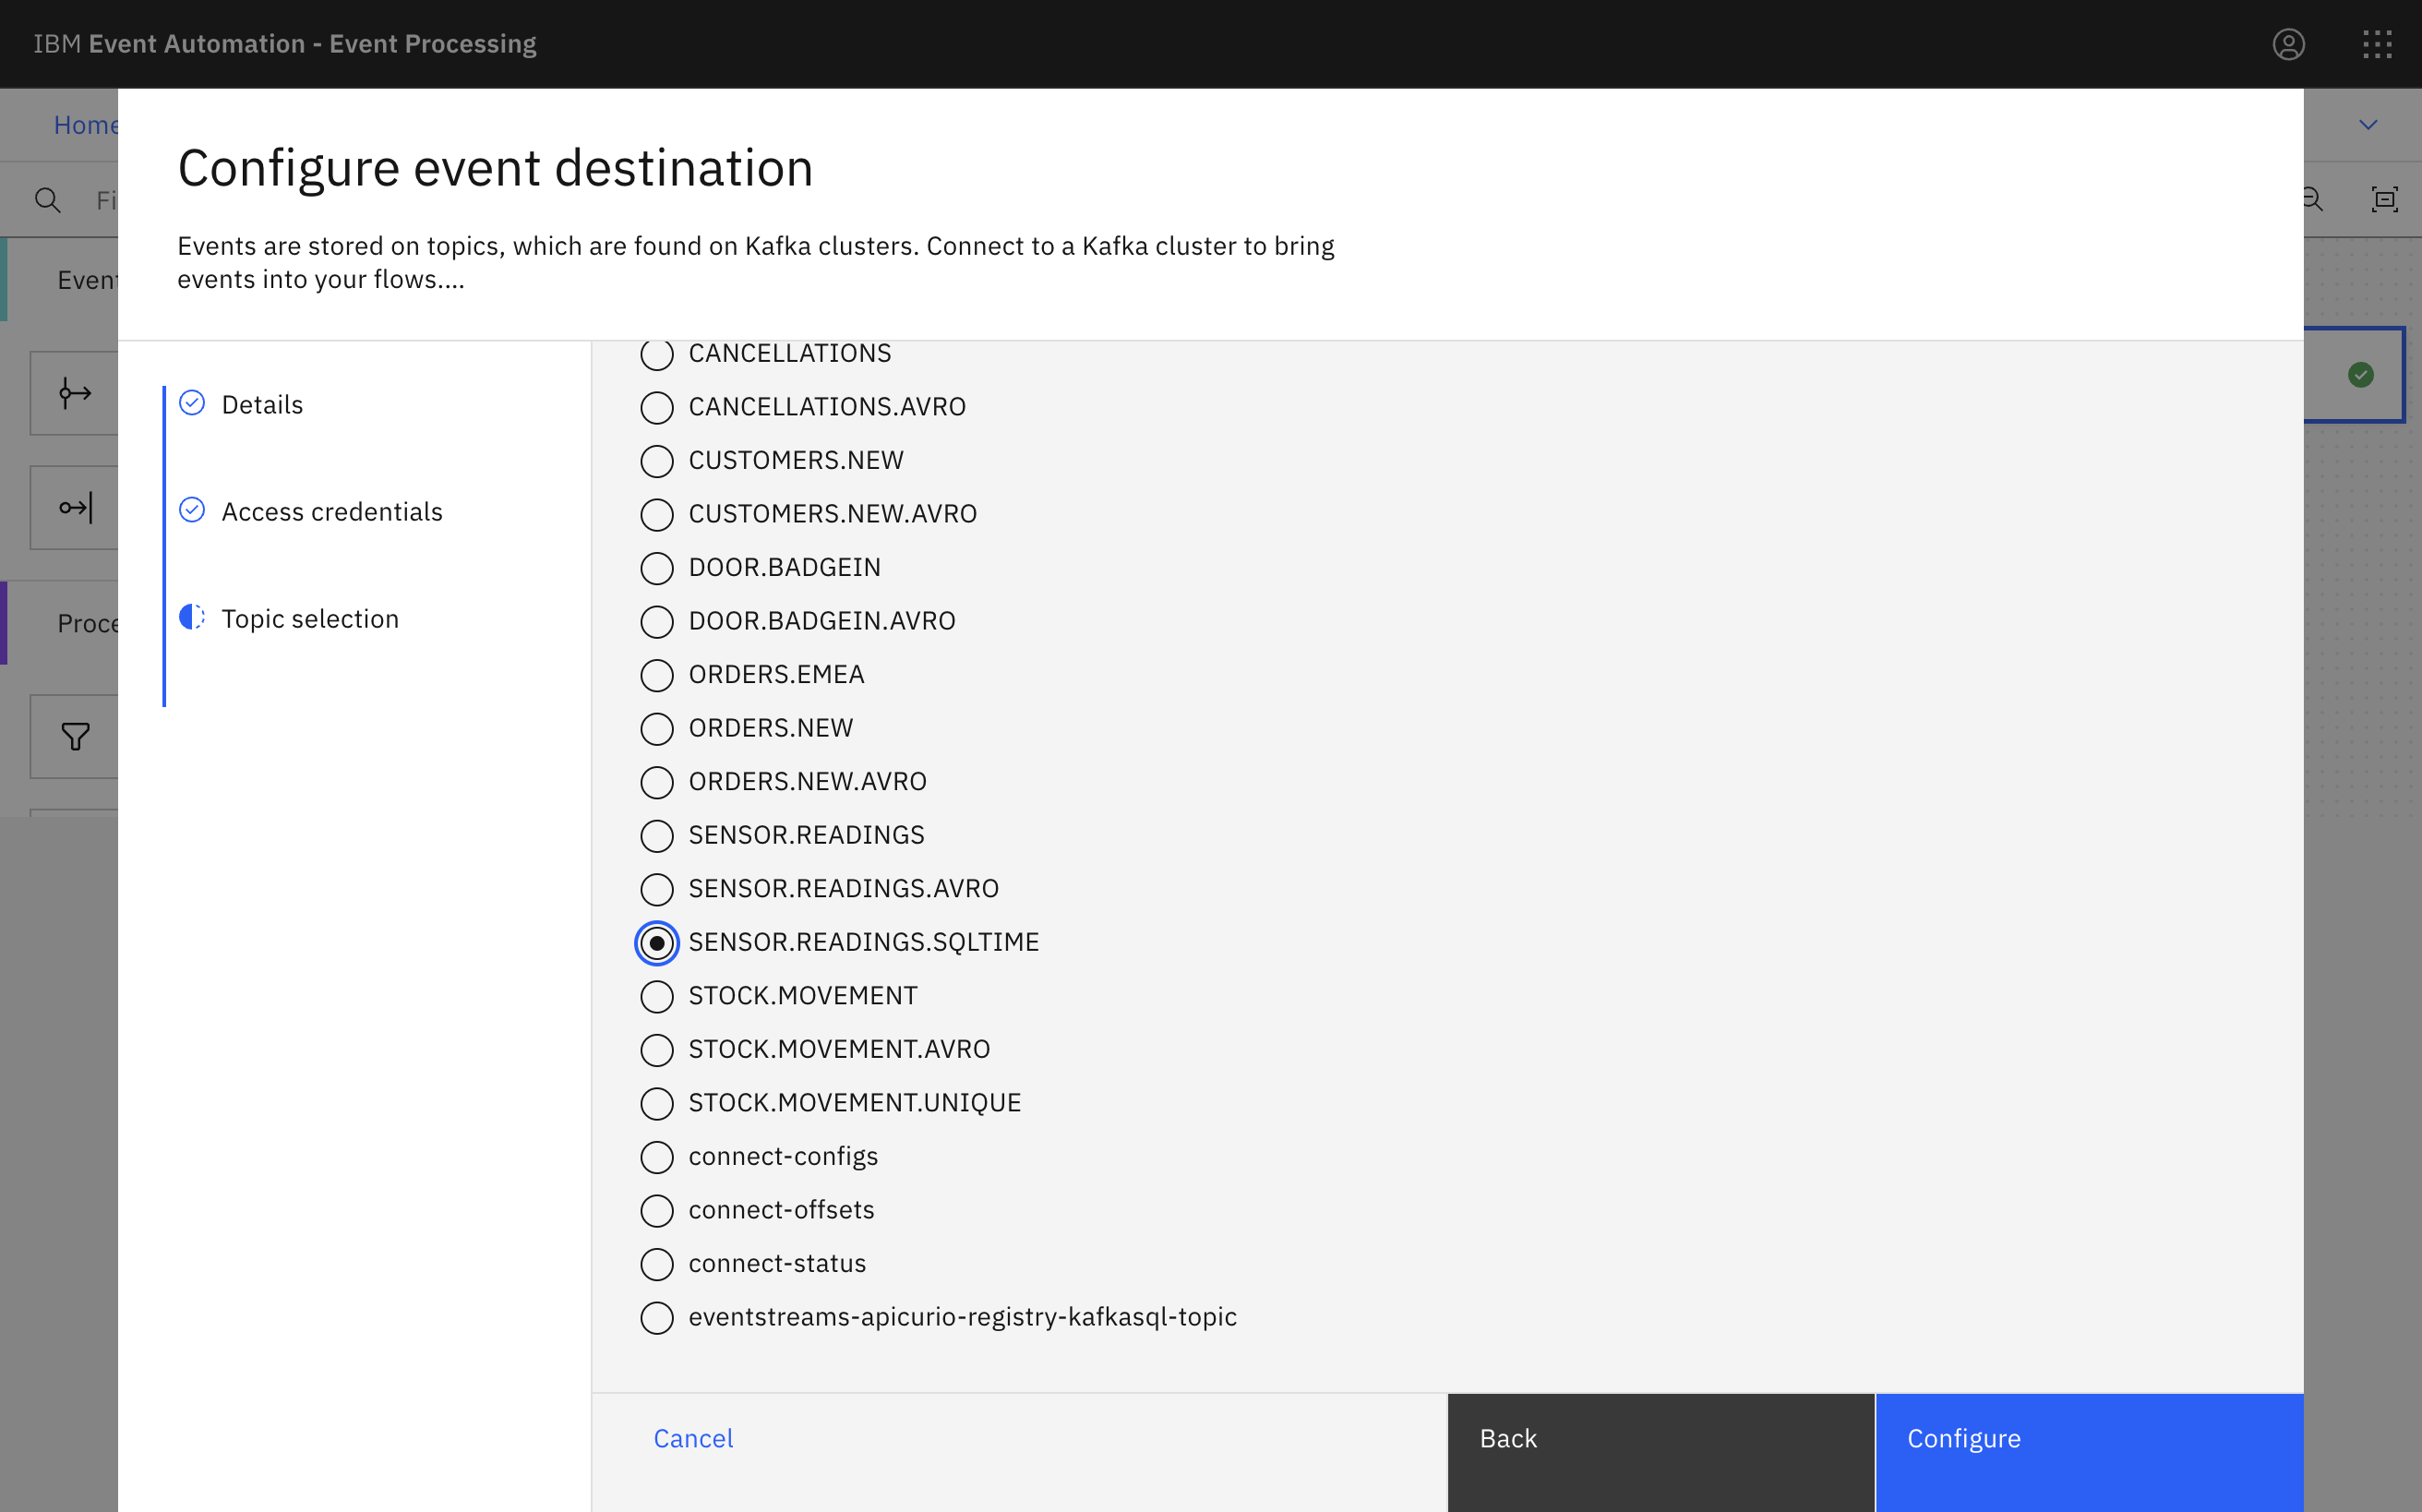 IBM Event Automation - Event Processing
Home
Configure event destination
Events are stored on topics, which are found on Kafka clusters. Connect to a Kafka cluster to bring
events into your flows....
Details
Access credentials
Topic selection
CANCELLATIONS
CANCELLATIONS.AVRO
CUSTOMERS.NEW
CUSTOMERS.NEW.AVRO
DOOR.BADGEIN
DOOR.BADGEIN.AVRO
ORDERS.EMEA
ORDERS.NEW
ORDERS.NEW.AVRO
SENSOR.READINGS
SENSOR.READINGS.AVRO
SENSOR.READINGS.SQLTIME
STOCK.MOVEMENT
STOCK.MOVEMENT.AVRO
STOCK.MOVEMENT.UNIQUE
connect-configs
connect-offsets
connect-status
eventstreams-apicurio-registry-kafkasql-topic
Cancel
Back
Configure